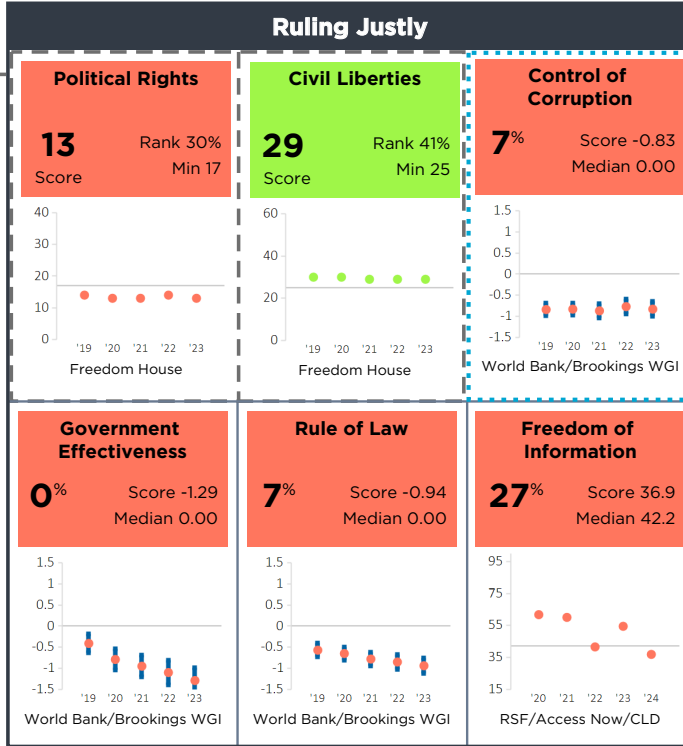 Ruling Justly
Political Rights
13
Score
Rank 30%
Min 17
40
30
20
10
0
'19 '20 '21 '22 '23
Freedom House
Civil Liberties
29
Score
Rank 41%
Min 25
60
40
20
0
'19 '20 '21 '22 '23
Freedom House
Control of
Corruption
7%
Score -0.83
Median 0.00
1.5
1
0.5
0
-0.5
-1
-1.5
'19 '20 '21 '22 '23
World Bank/Brookings WGI
Government
Effectiveness
0%
Score -1.29
Median 0.00
1.5
1
0.5
0
-0.5
-1
-1.5
'19 '20 '21 '22 '23
World Bank/Brookings WGI
Rule of Law
7%
Score -0.94
Median 0.00
1.5
1
0.5
0
-0.5
-1
-1.5
'19 '20 '21 '22 '23
World Bank/Brookings WGI
Freedom of
Information
27%
Score 36.9
Median 42.2
95
75
55
35
15
'20 '21 '22 '23 '24
RSF/Access Now/CLD